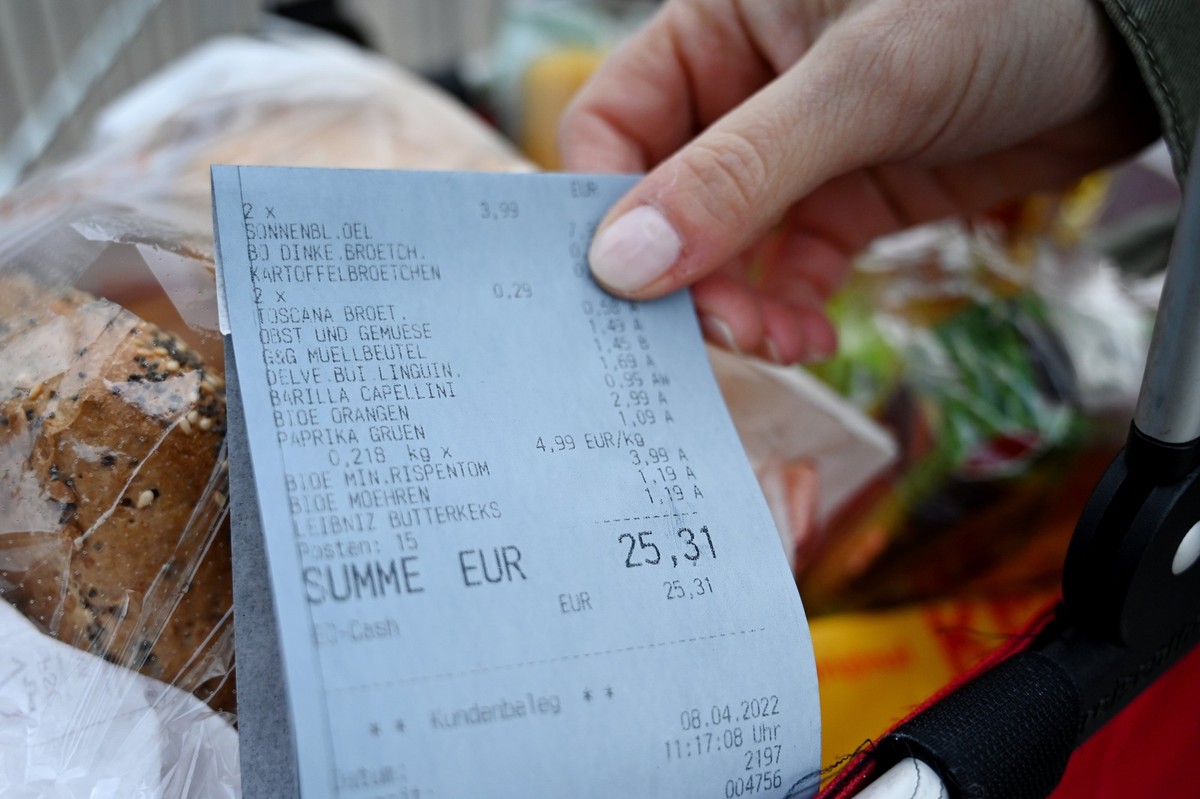 EUR
2 x 3,99
SONNENBL.OEL 7,
BO DINKE.BROETCH.
KARTOFFELBROETCHEN
2 x 0,29
TOSCANA BROET. 0,58 A
OBST UND GEMUESE 1,49 A
G&G MUELLBEUTEL 1,45 B
DELVE.BUI.LINGUIN. 1,69 A
BARILLA CAPELLINI 0,95 AW
BIOE ORANGEN 2,99 A
PAPRIKA GRUEN 1,09 A
0,218 kg x 4,99 EUR/kg
BIOE MIN.RISPENTOM 3,99 A
BIOE MOEHREN 1,19 A
LEIBNIZ BUTTERKEKS 1,19 A
Posten: 15
SUMME EUR 25,31
EC-Cash EUR 25,31
* * Kundenbeleg * *
Datum: 08.04.2022
11:17:08 Uhr
2197
004756